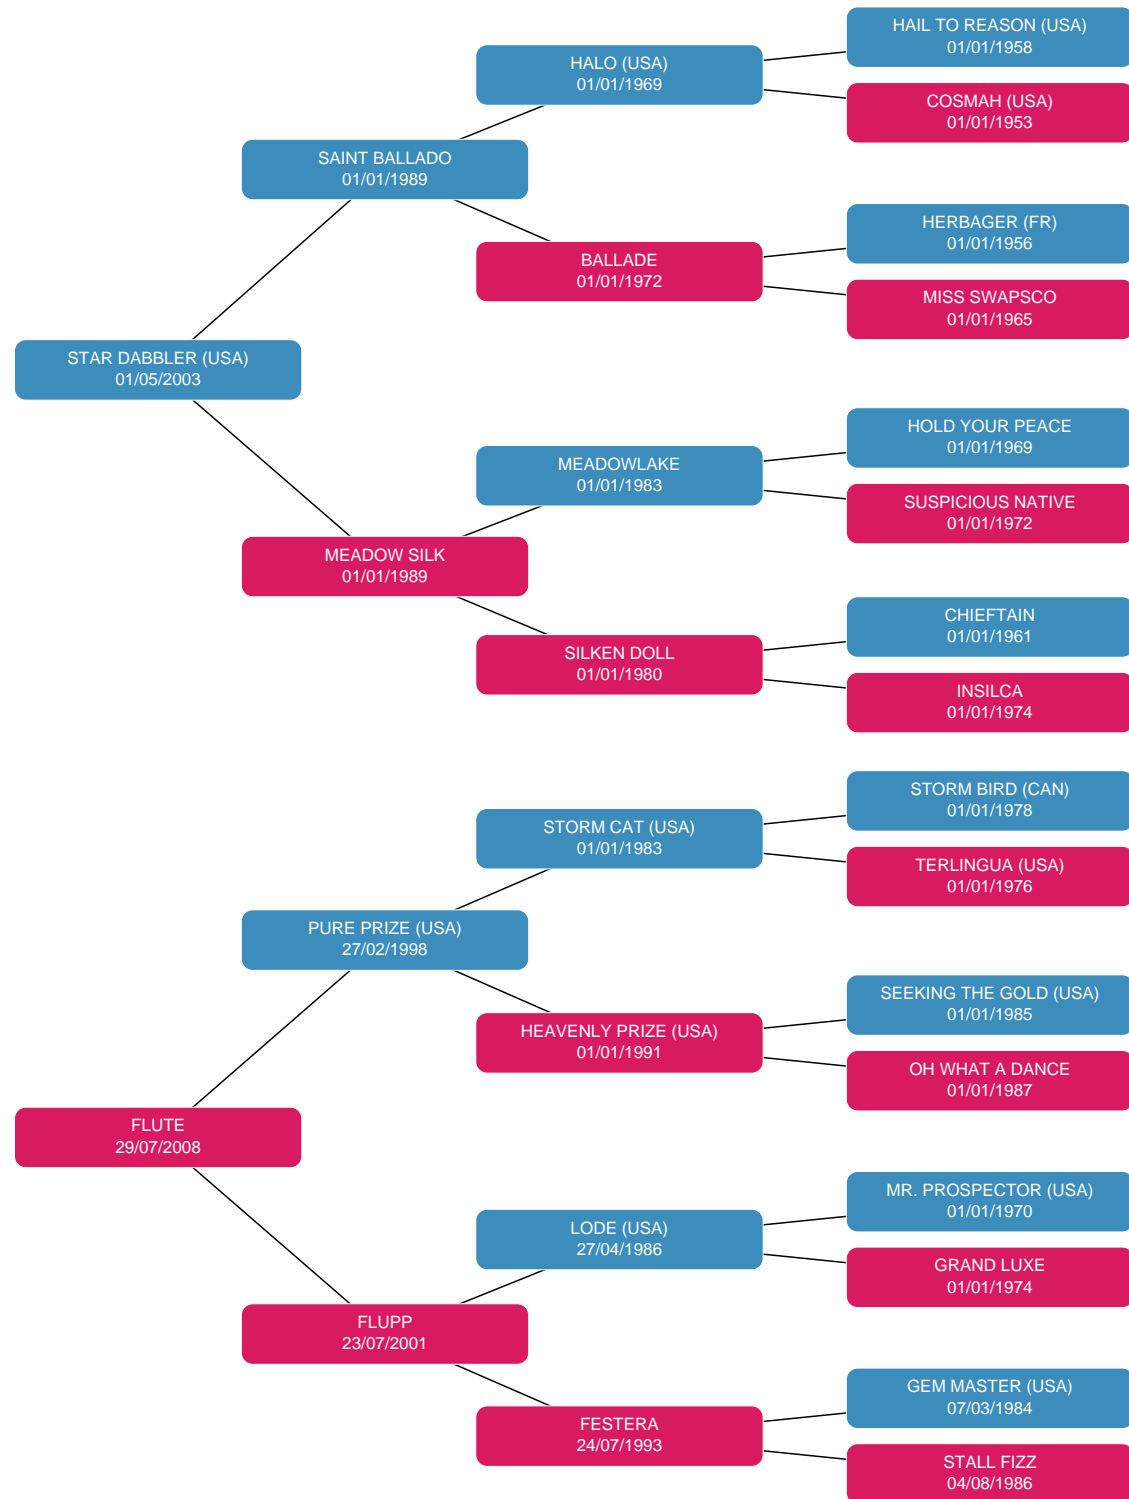 HAIL TO REASON (USA)
01/01/1958
HALO (USA)
01/01/1969
COSMAH (USA)
01/01/1953
SAINT BALLADO
01/01/1989
HERBAGER (FR)
01/01/1956
BALLADE
01/01/1972
MISS SWAPSCO
01/01/1965
STAR DABBLER (USA)
01/05/2003
HOLD YOUR PEACE
01/01/1969
MEADOWLAKE
01/01/1983
SUSPICIOUS NATIVE
01/01/1972
MEADOW SILK
01/01/1989
CHIEFTAIN
01/01/1961
SILKEN DOLL
01/01/1980
INSILCA
01/01/1974
STORM BIRD (CAN)
01/01/1978
STORM CAT (USA)
01/01/1983
TERLINGUA (USA)
01/01/1976
PURE PRIZE (USA)
27/02/1998
SEEKING THE GOLD (USA)
01/01/1985
HEAVENLY PRIZE (USA)
01/01/1991
OH WHAT A DANCE
01/01/1987
FLUTE
29/07/2008
MR. PROSPECTOR (USA)
01/01/1970
LODE (USA)
27/04/1986
GRAND LUXE
01/01/1974
FLUPP
23/07/2001
GEM MASTER (USA)
07/03/1984
FESTERA
24/07/1993
STALL FIZZ
04/08/1986